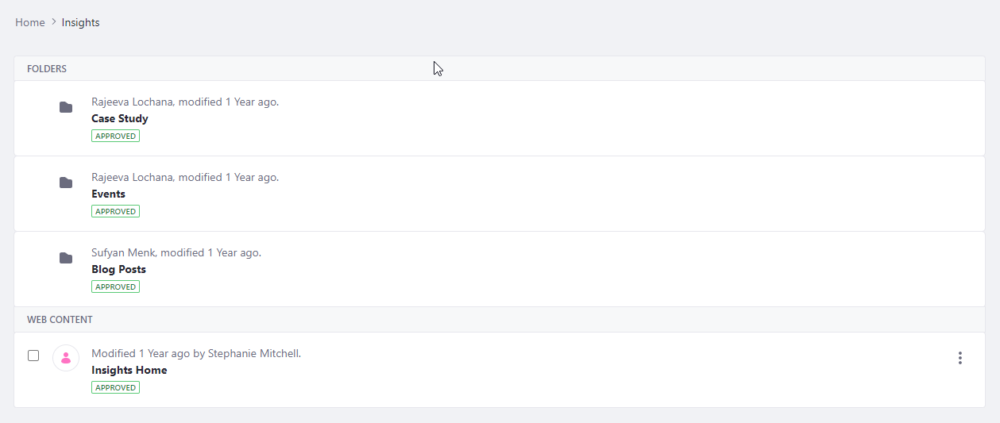 Home > Insights
FOLDERS
Rajeeva Lochana, modified 1 Year ago.
Case Study
APPROVED
Rajeeva Lochana, modified 1 Year ago.
Events
APPROVED
Sufyan Menk, modified 1 Year ago.
Blog Posts
APPROVED
WEB CONTENT
Modified 1 Year ago by Stephanie Mitchell.
Insights Home
APPROVED